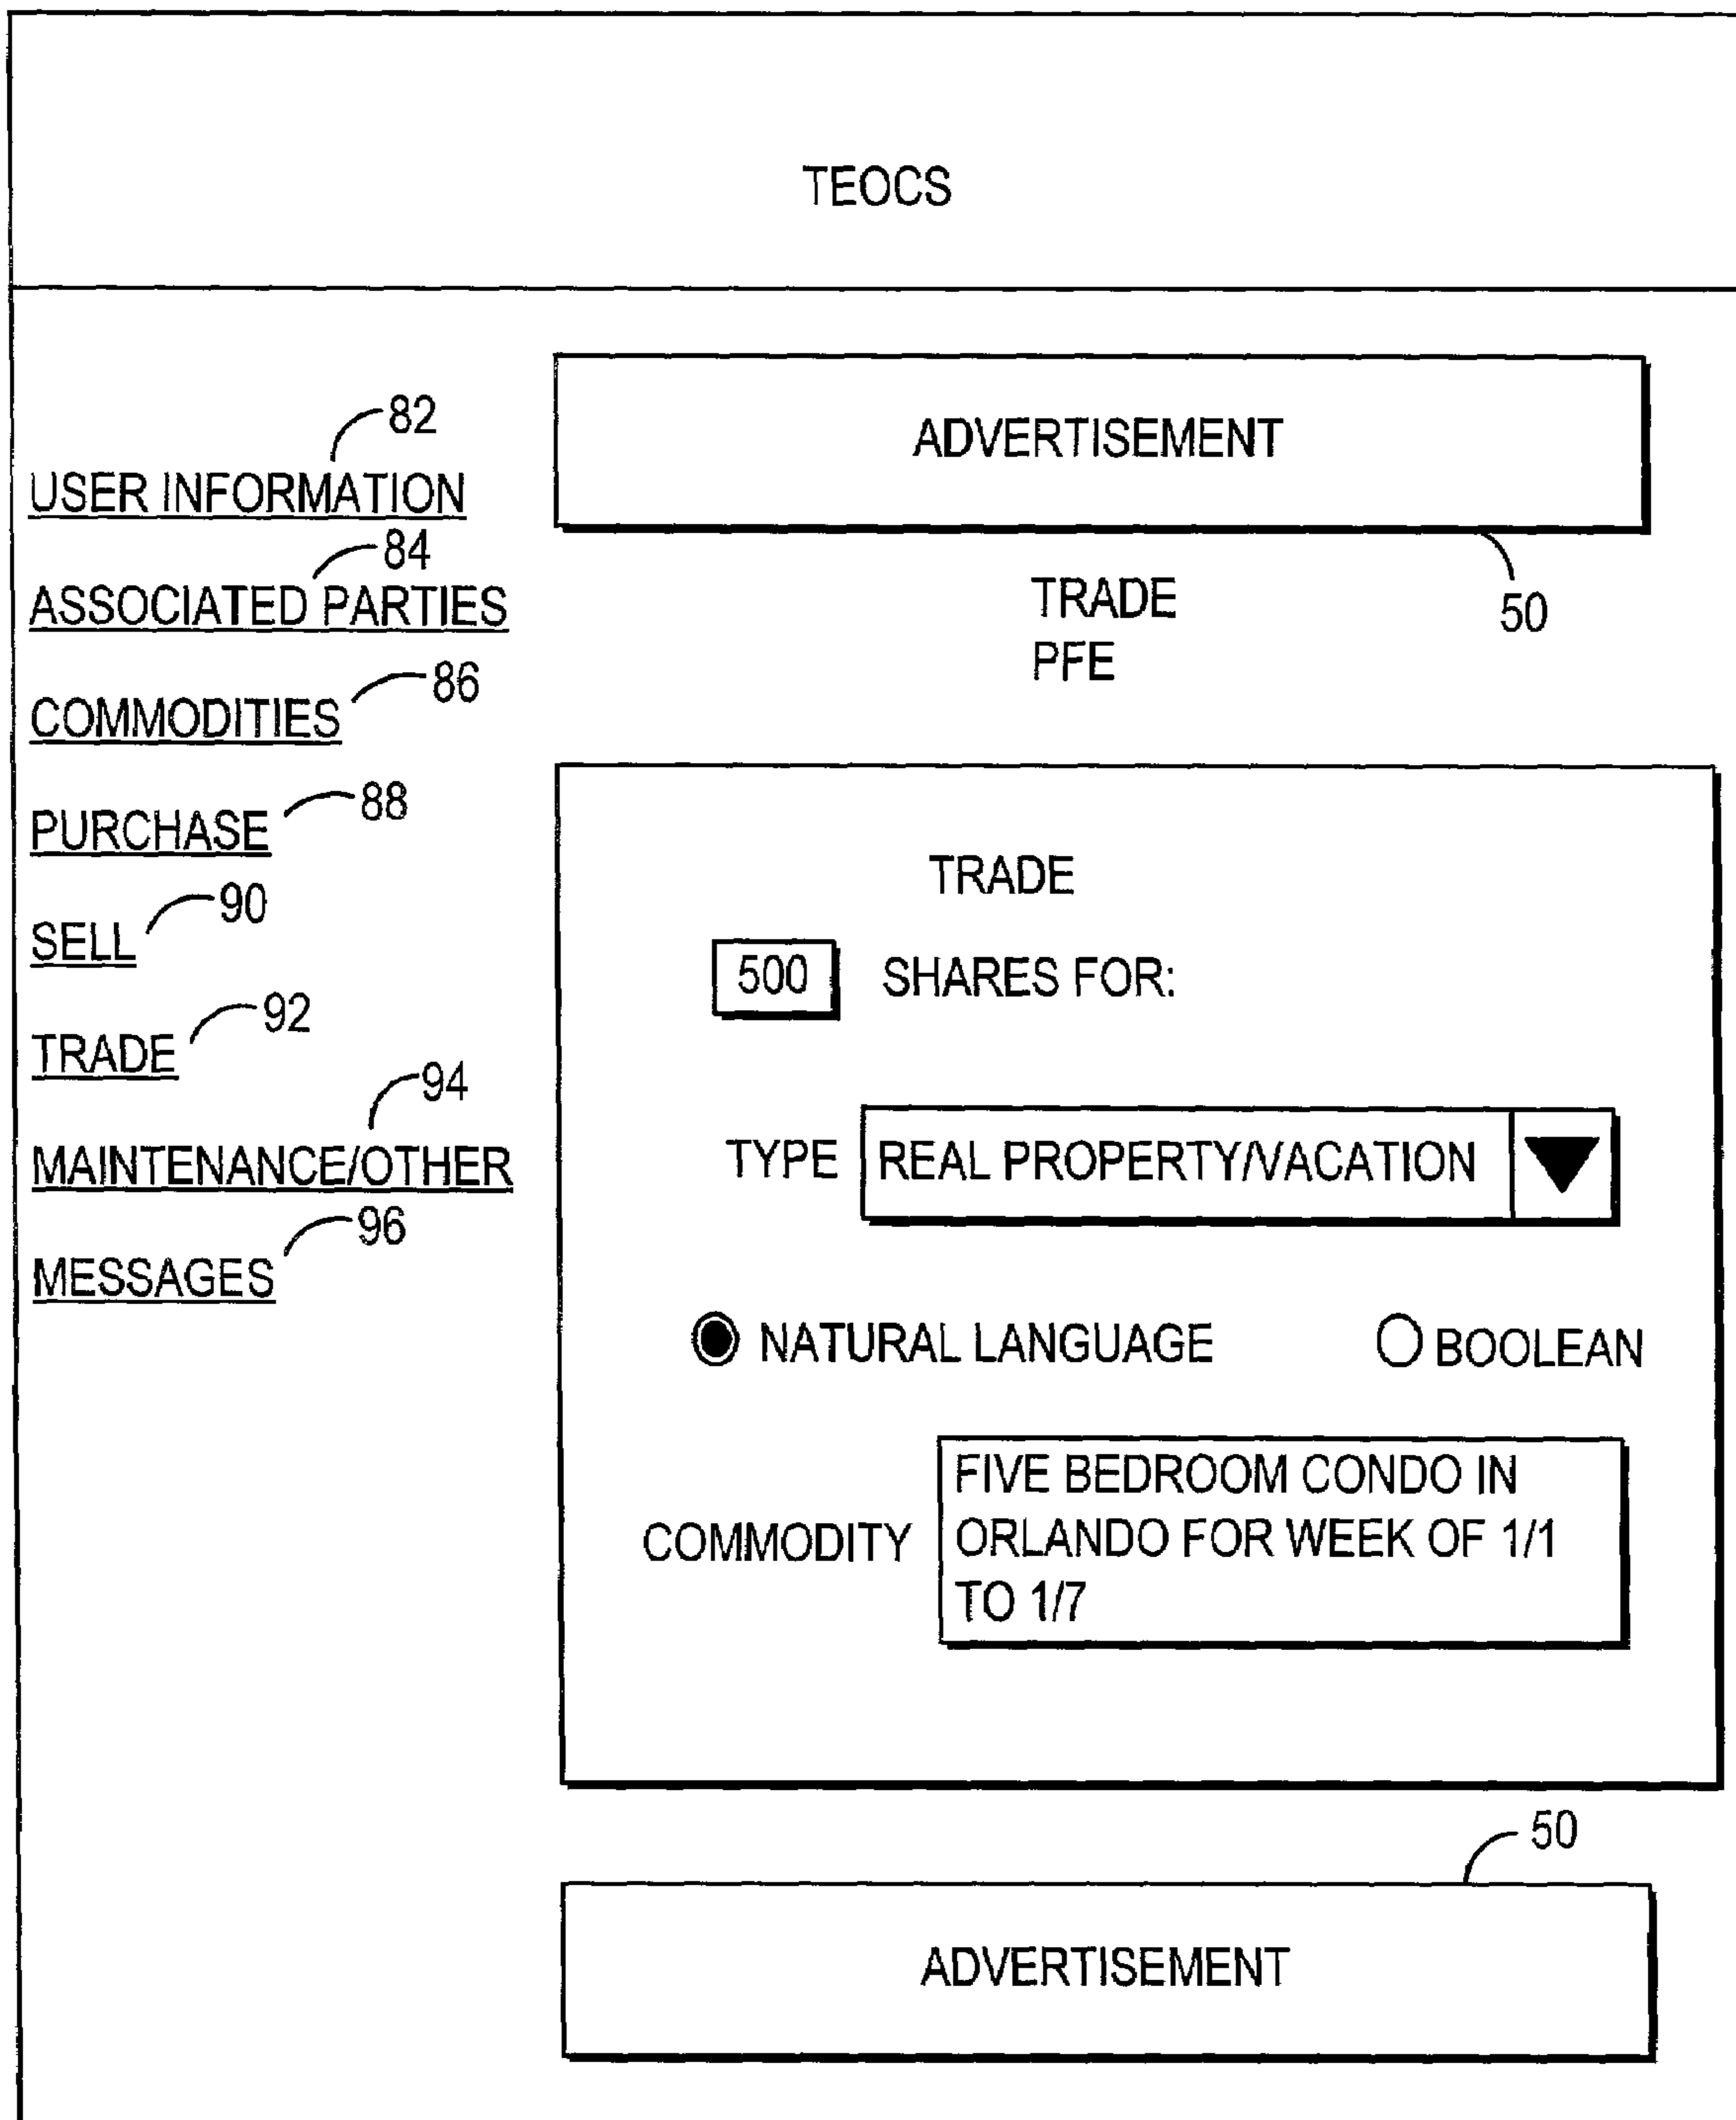 TEOCS
82
USER INFORMATION
84
ASSOCIATED PARTIES
86
COMMODITIES
88
PURCHASE
90
SELL
92
TRADE
94
MAINTENANCE/OTHER
96
MESSAGES
ADVERTISEMENT
50
TRADE
PFE
TRADE
500 SHARES FOR:
TYPE REAL PROPERTY/VACATION
NATURAL LANGUAGE BOOLEAN
COMMODITY
FIVE BEDROOM CONDO IN
ORLANDO FOR WEEK OF 1/1
TO 1/7
50
ADVERTISEMENT